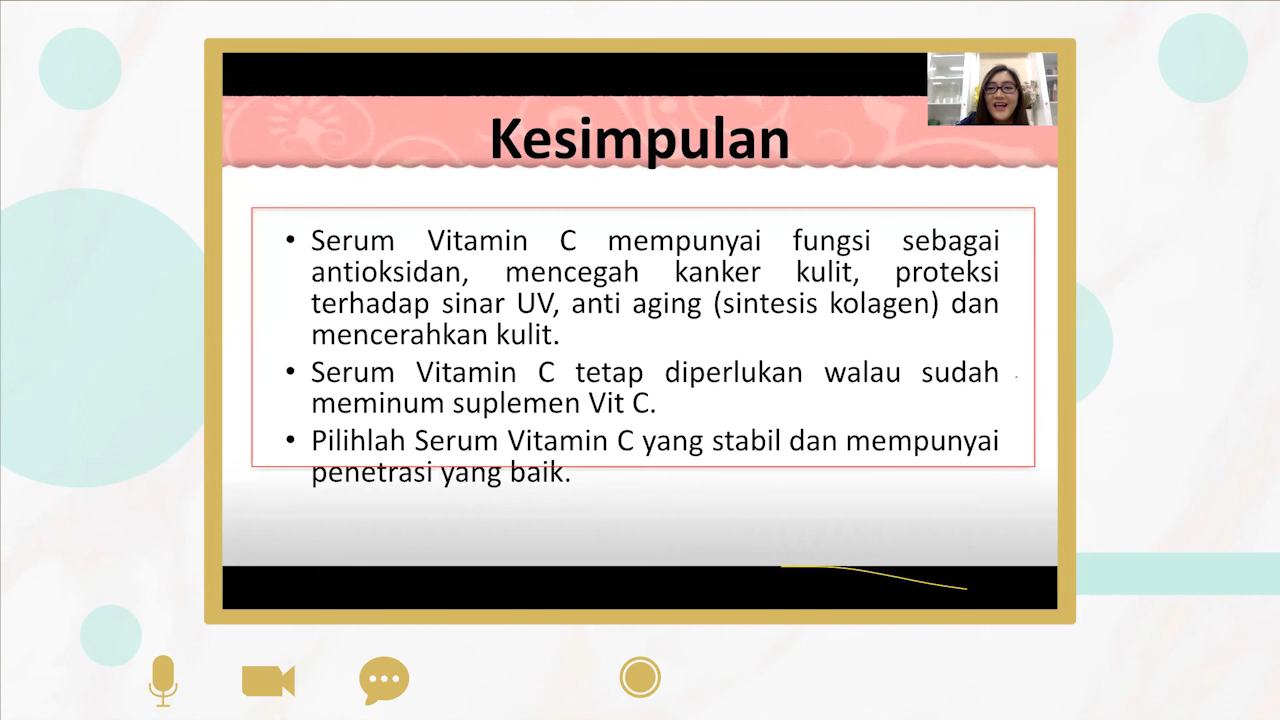 Kesimpulan
• Serum Vitamin C mempunyai fungsi sebagai
antioksidan, mencegah kanker kulit, proteksi
terhadap sinar UV, anti aging (sintesis kolagen) dan
mencerahkan kulit.
• Serum Vitamin C tetap diperlukan walau sudah
meminum suplemen Vit C.
• Pilihlah Serum Vitamin C yang stabil dan mempunyai
penetrasi yang baik.